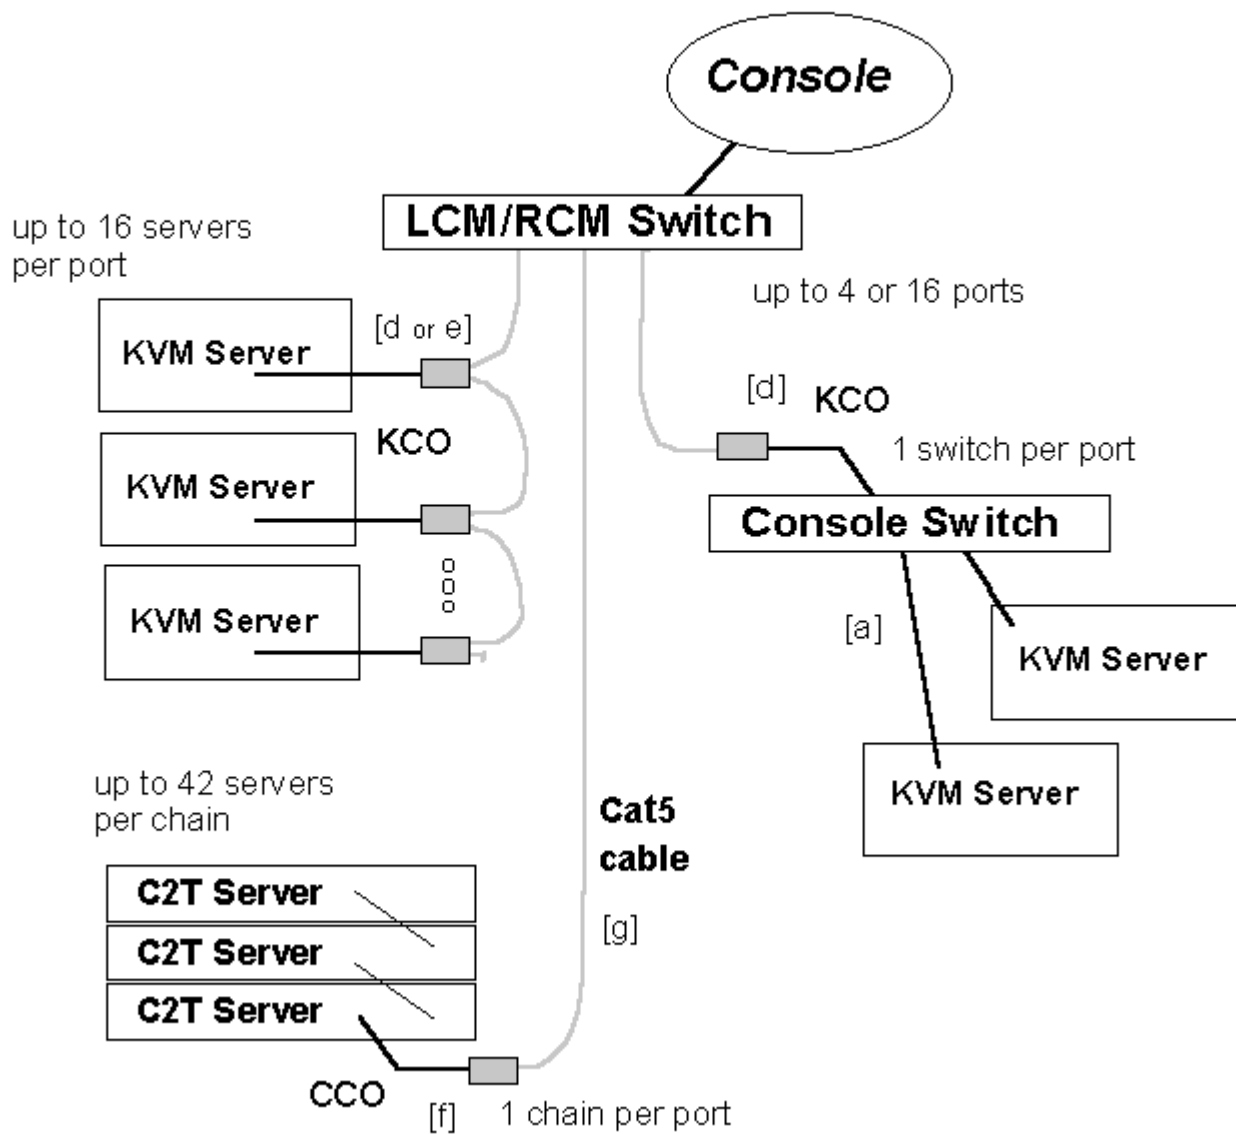 Console
LCM/RCM Switch
up to 16 servers
per port
up to 4 or 16 ports
KVM Server
[d or e]
[d] KCO
KCO
1 switch per port
KVM Server
Console Switch
ooo
KVM Server
[a]
KVM Server
KVM Server
up to 42 servers
per chain
Cat5
cable
C2T Server
[g]
C2T Server
C2T Server
CCO
[f]
1 chain per port